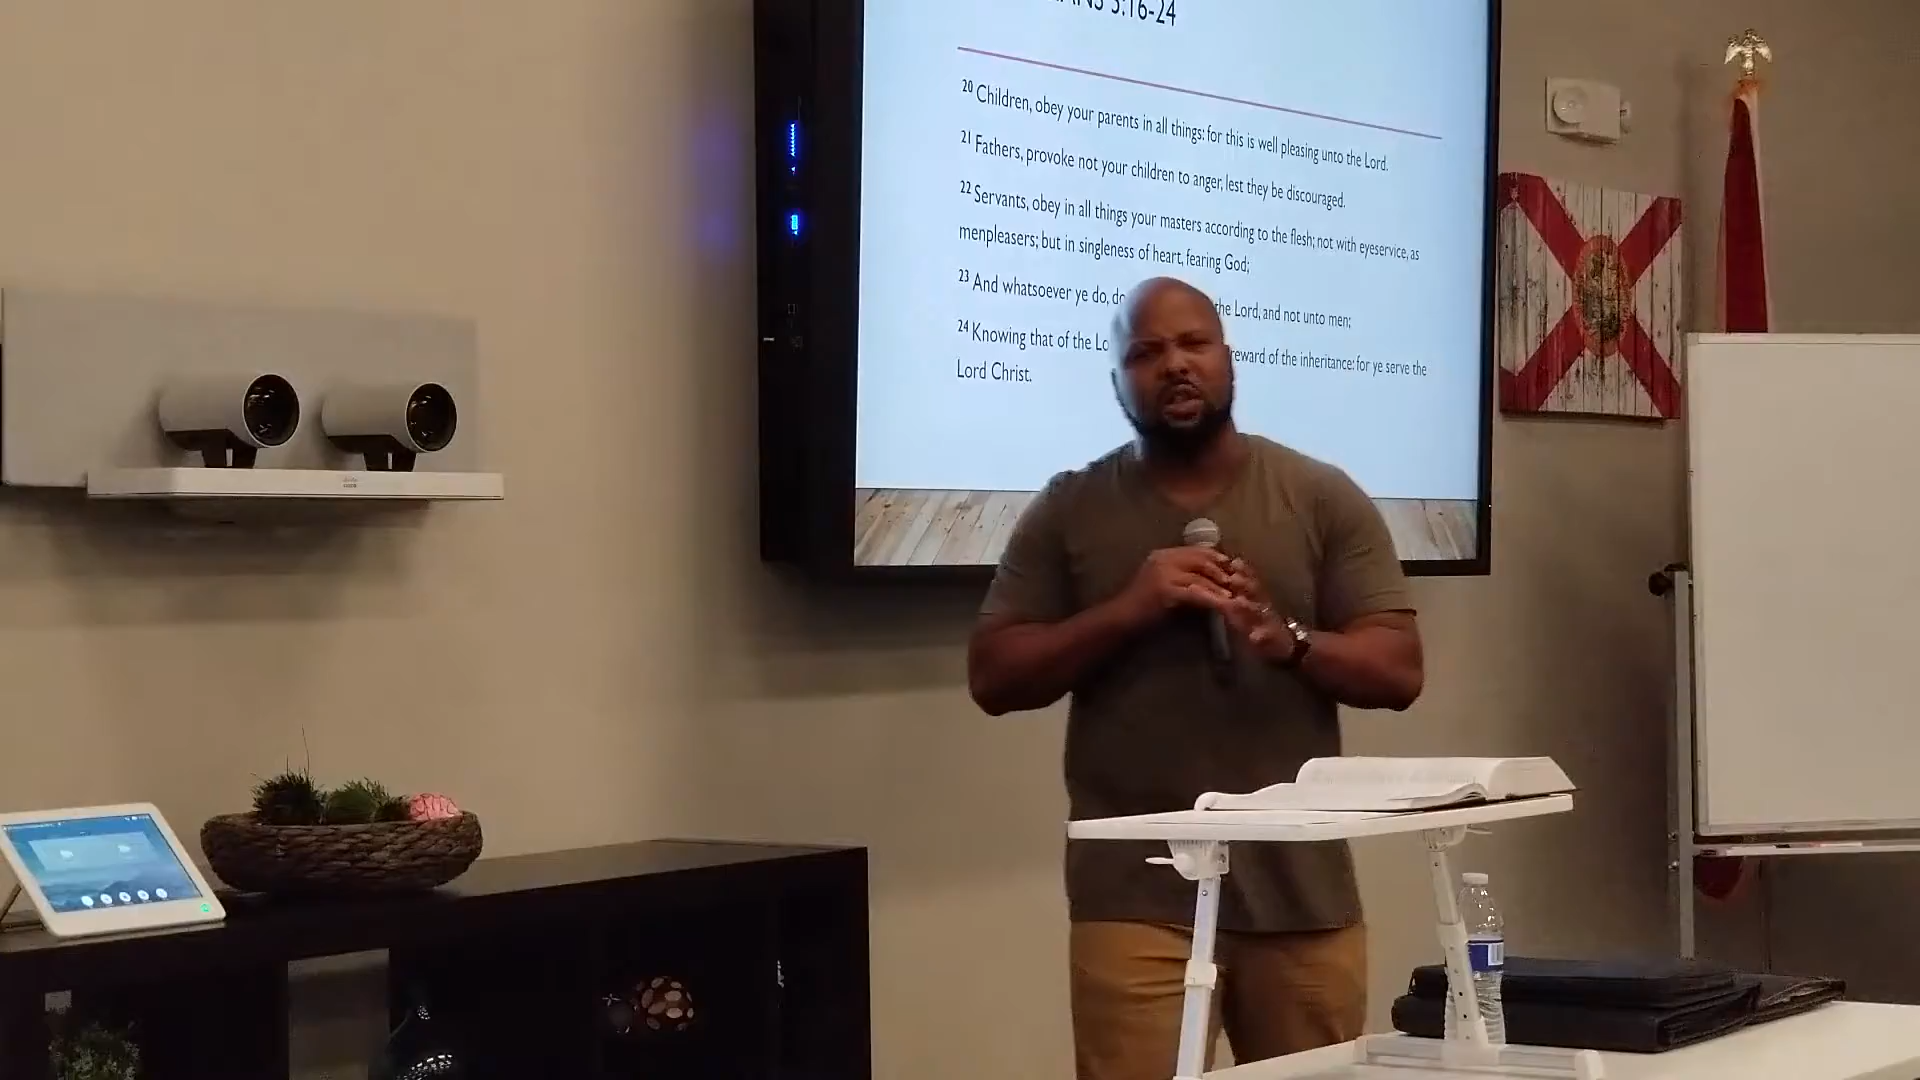 3:16-24
20 Children, obey your parents in all things: for this is well pleasing unto the Lord.
21 Fathers, provoke not your children to anger, lest they be discouraged.
22 Servants, obey in all things your masters according to the flesh; not with eyeservice, as
menpleasers; but in singleness of heart, fearing God;
23 And whatsoever ye do, do the Lord, and not unto men;
24 Knowing that of the reward of the inheritance: for ye serve the
Lord Christ.